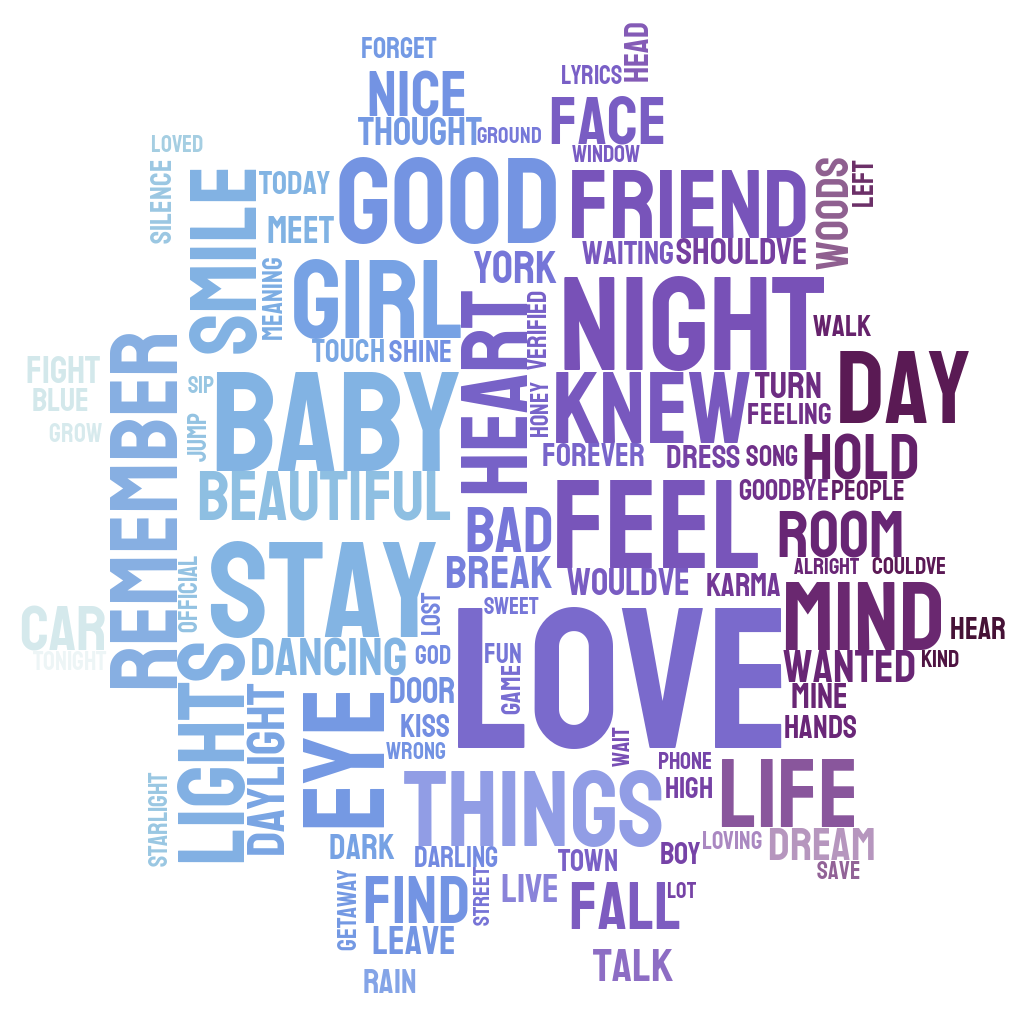 FORGET
HEAD
LYRICS
NICE
FACE
THOUGHT
GROUND
WINDOW
LOVED
SILENCE
SMILE
TODAY
GOOD
FRIEND
WOODS
LEFT
MEET
WAITING
SHOULDVE
YORK
MEANING
GIRL
HEART
VERIFIED
NIGHT
WALK
TOUCH
SHINE
REMEMBER
FIGHT
BLUE
GROW
SIP
JUMP
BABY
HONEY
KNEW
TURN
FEELING
DAY
FOREVER
DRESS
SONG
HOLD
BEAUTIFUL
GOODBYE
PEOPLE
FEEL
BAD
ROOM
BREAK
WOULDVE
KARMA
ALRIGHT
COULDVE
OFFICIAL
STAY
LOST
SWEET
MIND
HEAR
CAR
TONIGHT
LIGHTS
DANCING
GOD
LOVE
FUN
GAME
WANTED
KIND
DAYLIGHT
EYE
DOOR
MINE
KISS
HANDS
WRONG
WAIT
PHONE
HIGH
LIFE
THINGS
STARLIGHT
DARK
DARLING
TOWN
BOY
LOVING
DREAM
SAVE
GETAWAY
FIND
STREET
LIVE
FALL
LOT
LEAVE
TALK
RAIN